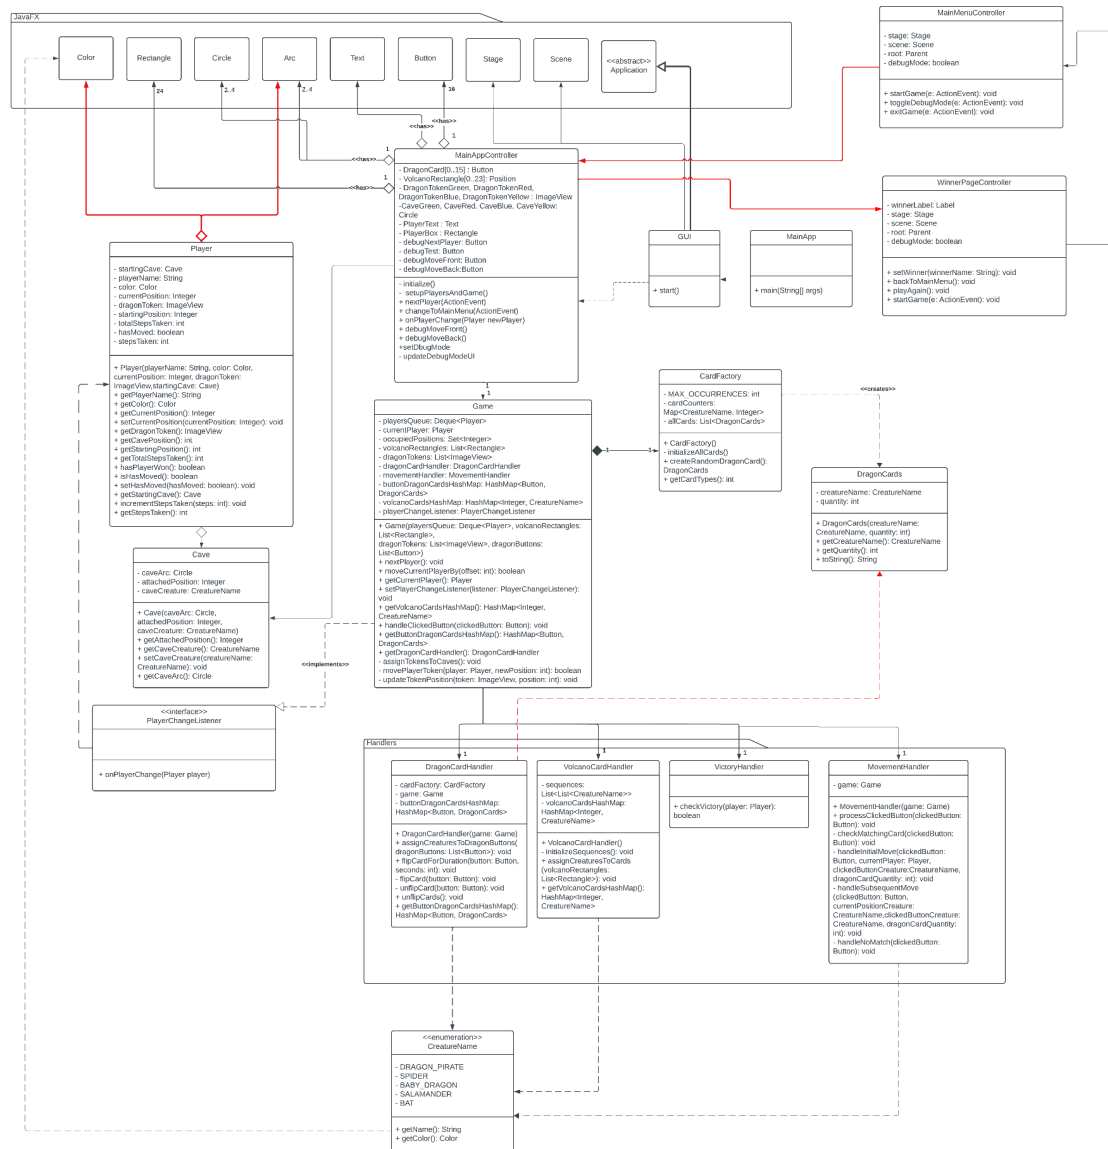 JavaFX
Color
Rectangle
Circle
Arc
Text
Button
Stage
Scene
<<abstract>>
Application
24
2..4
2..4
16
<<has>>
<<has>>
<<has>>
<<has>>
1
1
1
MainMenuController
- stage: Stage
- scene: Scene
- root: Parent
- debugMode: boolean
+ startGame(e: ActionEvent): void
+ toggleDebugMode(e: ActionEvent): void
+ exitGame(e: ActionEvent): void
MainAppController
- DragonCard[0..15] : Button
- VolcanoRectangle[0..23]: Position
- DragonTokenGreen, DragonTokenRed,
DragonTokenBlue, DragonTokenYellow : ImageView
-CaveGreen, CaveRed, CaveBlue, CaveYellow:
Circle
- PlayerText : Text
- PlayerBox : Rectangle
- debugNextPlayer: Button
- debugTest: Button
- debugMoveFront: Button
- debugMoveBack:Button
- initialize()
- setupPlayersAndGame()
+ nextPlayer(ActionEvent)
+ changeToMainMenu(ActionEvent)
+ onPlayerChange(Player newPlayer)
+ debugMoveFront()
+ debugMoveBack()
+setDbugMode
- updateDebugModeUI
WinnerPageController
- winnerLabel: Label
- stage: Stage
- scene: Scene
- root: Parent
- debugMode: boolean
+ setWinner(winnerName: String): void
+ backToMainMenu(): void
+ playAgain(): void
+ startGame(e: ActionEvent): void
GUI
+ start()
MainApp
+ main(String[] args)
Player
- startingCave: Cave
- playerName: String
- color: Color
- currentPosition: Integer
- dragonToken: ImageView
- startingPosition: Integer
- totalStepsTaken: int
- hasMoved: boolean
- stepsTaken: int
+ Player(playerName: String, color: Color,
currentPosition: Integer, dragonToken:
ImageView,startingCave: Cave)
+ getPlayerName(): String
+ getColor(): Color
+ getCurrentPosition(): Integer
+ setCurrentPosition(currentPosition: Integer): void
+ getDragonToken(): ImageView
+ getCavePosition(): int
+ getStartingPosition(): int
+ getTotalStepsTaken(): int
+ hasPlayerWon(): boolean
+ isHasMoved(): boolean
+ setHasMoved(hasMoved: boolean): void
+ getStartingCave(): Cave
+ incrementStepsTaken(steps: int): void
+ getStepsTaken(): int
1
1
Game
- playersQueue: Deque<Player>
- currentPlayer: Player
- occupiedPositions: Set<Integer>
- volcanoRectangles: List<Rectangle>
- dragonTokens: List<ImageView>
- dragonCardHandler: DragonCardHandler
- movementHandler: MovementHandler
- buttonDragonCardsHashMap: HashMap<Button,
DragonCards>
- volcanoCardsHashMap: HashMap<Integer, CreatureName>
- playerChangeListener: PlayerChangeListener
+ Game(playersQueue: Deque<Player>, volcanoRectangles:
List<Rectangle>,
dragonTokens: List<ImageView>, dragonButtons:
List<Button>)
+ nextPlayer(): void
+ moveCurrentPlayerBy(offset: int): boolean
+ getCurrentPlayer(): Player
+ setPlayerChangeListener(listener: PlayerChangeListener):
void
+ getVolcanoCardsHashMap(): HashMap<Integer,
CreatureName>
+ handleClickedButton(clickedButton: Button): void
+ getButtonDragonCardsHashMap(): HashMap<Button,
DragonCards>
+ getDragonCardHandler(): DragonCardHandler
- assignTokensToCaves(): void
- movePlayerToken(player: Player, newPosition: int): boolean
- updateTokenPosition(token: ImageView, position: int): void
1
1
CardFactory
- MAX_OCCURRENCES: int
- cardCounters:
Map<CreatureName, Integer>
- allCards: List<DragonCards>
+ CardFactory()
- initializeAllCards()
+ createRandomDragonCard():
DragonCards
+ getCardTypes(): int
<<creates>>
DragonCards
- creatureName: CreatureName
- quantity: int
+ DragonCards(creatureName:
CreatureName, quantity: int)
+ getCreatureName(): CreatureName
+ getQuantity(): int
+ toString(): String
Cave
- caveArc: Circle
- attachedPosition: Integer
- caveCreature: CreatureName
+ Cave(caveArc: Circle,
attachedPosition: Integer,
caveCreature: CreatureName)
+ getAttachedPosition(): Integer
+ getCaveCreature(): CreatureName
+ setCaveCreature(creatureName:
CreatureName): void
+ getCaveArc(): Circle
<<implements>>
<<interface>>
PlayerChangeListener
+ onPlayerChange(Player player)
Handlers
1
1
1
1
DragonCardHandler
- cardFactory: CardFactory
- game: Game
- buttonDragonCardsHashMap:
HashMap<Button, DragonCards>
+ DragonCardHandler(game: Game)
+ assignCreaturesToDragonButtons(
dragonButtons: List<Button>): void
+ flipCardForDuration(button: Button,
seconds: int): void
- flipCard(button: Button): void
- unflipCard(button: Button): void
+ unflipCards(): void
+ getButtonDragonCardsHashMap():
HashMap<Button, DragonCards>
VolcanoCardHandler
- sequences:
List<List<CreatureName>>
- volcanoCardsHashMap:
HashMap<Integer,
CreatureName>
+ VolcanoCardHandler()
- initializeSequences(): void
+ assignCreaturesToCards
(volcanoRectangles:
List<Rectangle>): void
+ getVolcanoCardsHashMap():
HashMap<Integer,
CreatureName>
VictoryHandler
+ checkVictory(player: Player):
boolean
MovementHandler
- game: Game
+ MovementHandler(game: Game)
+ processClickedButton(clickedButton:
Button): void
- checkMatchingCard(clickedButton:
Button): void
- handleInitialMove(clickedButton:
Button, currentPlayer: Player,
clickedButtonCreature:CreatureName,
dragonCardQuantity: int): void
- handleSubsequentMove
(clickedButton: Button,
currentPositionCreature:
CreatureName,clickedButtonCreature:
CreatureName, dragonCardQuantity:
int): void
- handleNoMatch(clickedButton:
Button): void
<<enumeration>>
CreatureName
- DRAGON_PIRATE
- SPIDER
- BABY_DRAGON
- SALAMANDER
- BAT
+ getName(): String
+ getColor(): Color